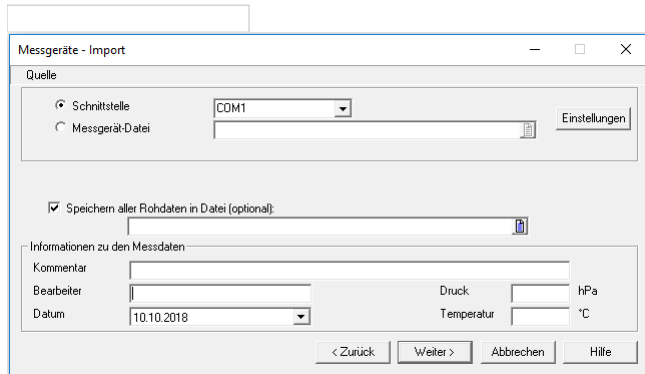 Messgeräte - Import
Quelle
Schnittstelle COM1
Messgerät-Datei Einstellungen
Speichern aller Rohdaten in Datei (optional):
Informationen zu den Messdaten
Kommentar
Bearbeiter Druck hPa
Datum 10.10.2018 Temperatur °C
< Zurück Weiter > Abbrechen Hilfe